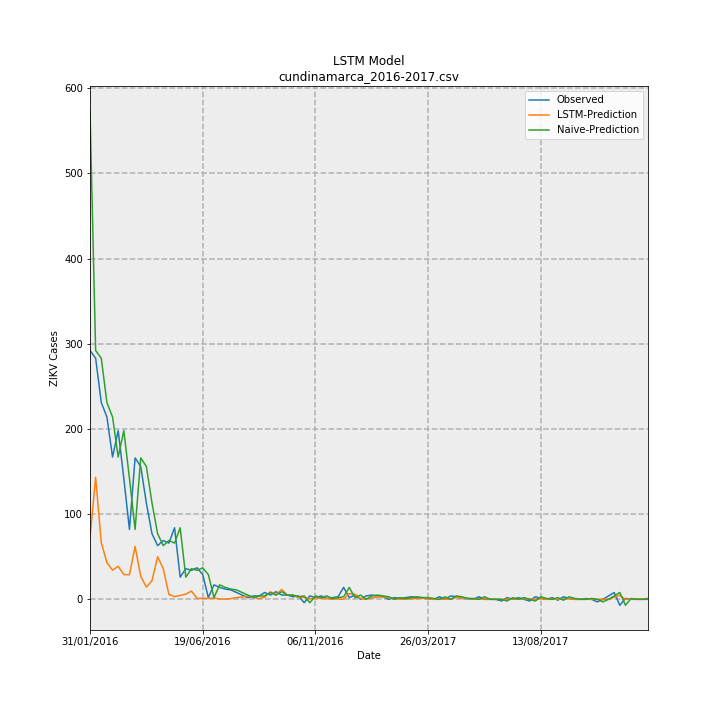 LSTM Model
cundinamarca_2016-2017.csv
Observed
LSTM-Prediction
Naive-Prediction
600
500
400
300
200
100
0
ZIKV Cases
31/01/2016
19/06/2016
06/11/2016
26/03/2017
13/08/2017
Date